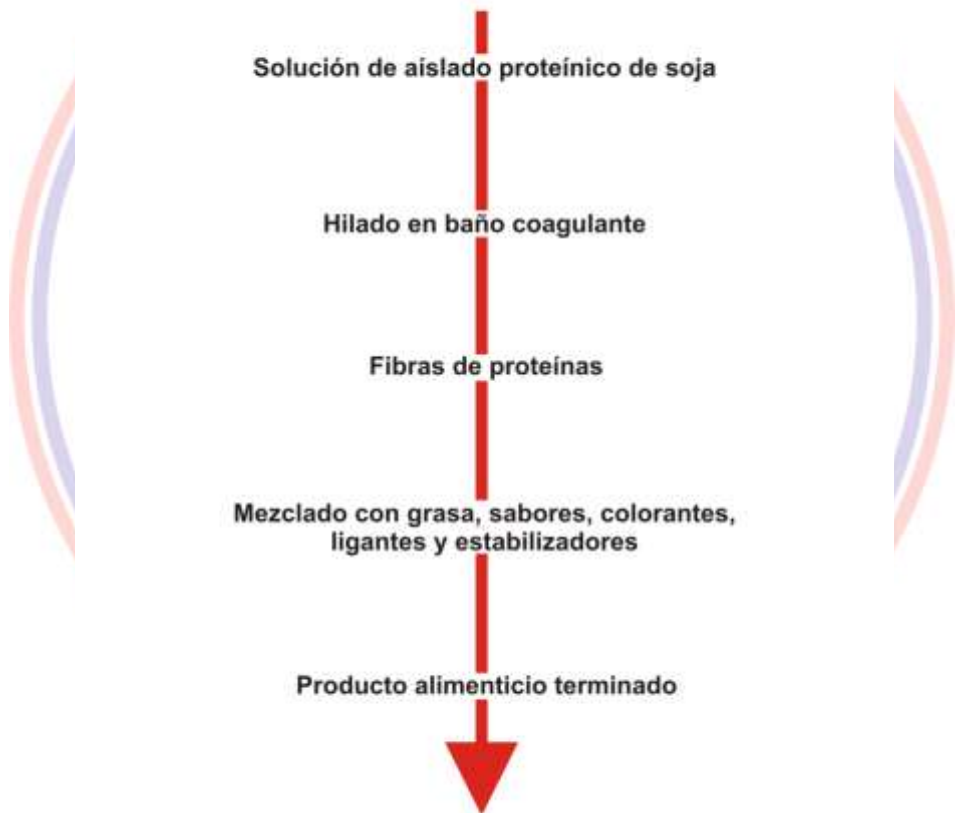 Solución de aislado proteínico de soja
Hilado en baño coagulante
Fibras de proteínas
Mezclado con grasa, sabores, colorantes,
ligantes y estabilizadores
Producto alimenticio terminado